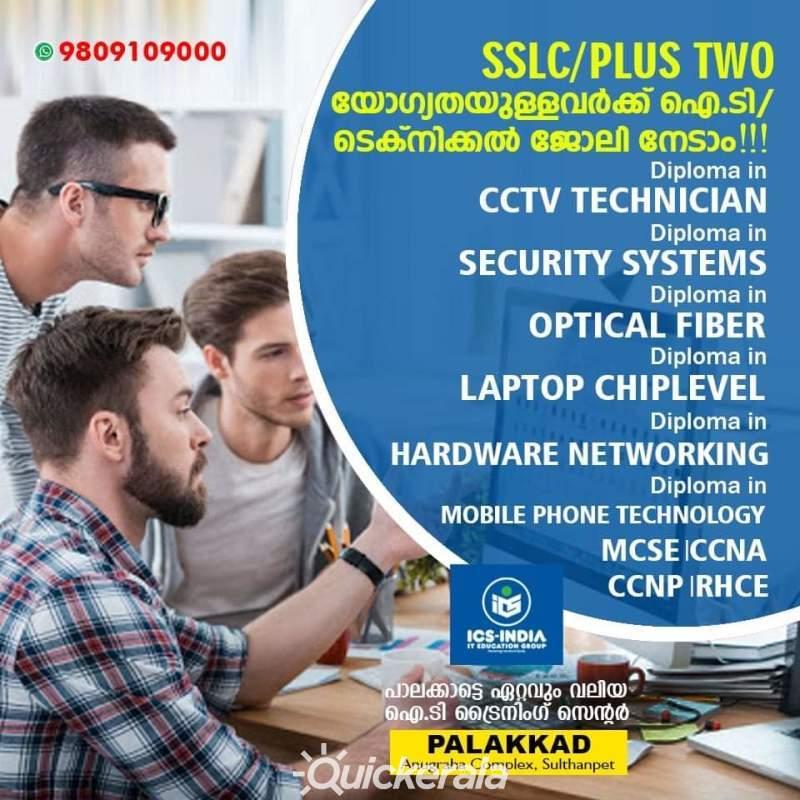 9809109000
SSLC/PLUS TWO
യോഗ്യതയുള്ളവർക്ക് ഐ.ടി/
ടെക്നിക്കൽ ജോലി നേടാം!!!
Diploma in
CCTV TECHNICIAN
Diploma in
SECURITY SYSTEMS
Diploma in
OPTICAL FIBER
Diploma in
LAPTOP CHIPLEVEL
Diploma in
HARDWARE NETWORKING
Diploma in
MOBILE PHONE TECHNOLOGY
MCSE|CCNA
CCNP|RHCE
ICS
ICS-INDIA
IT EDUCATION GROUP
പാലക്കാട്ടെ ഏറ്റവും വലിയ
ഐ.ടി ട്രൈനിംഗ് സെന്റർ
PALAKKAD
Anugraha Complex, Sulthanpet
Quickerala